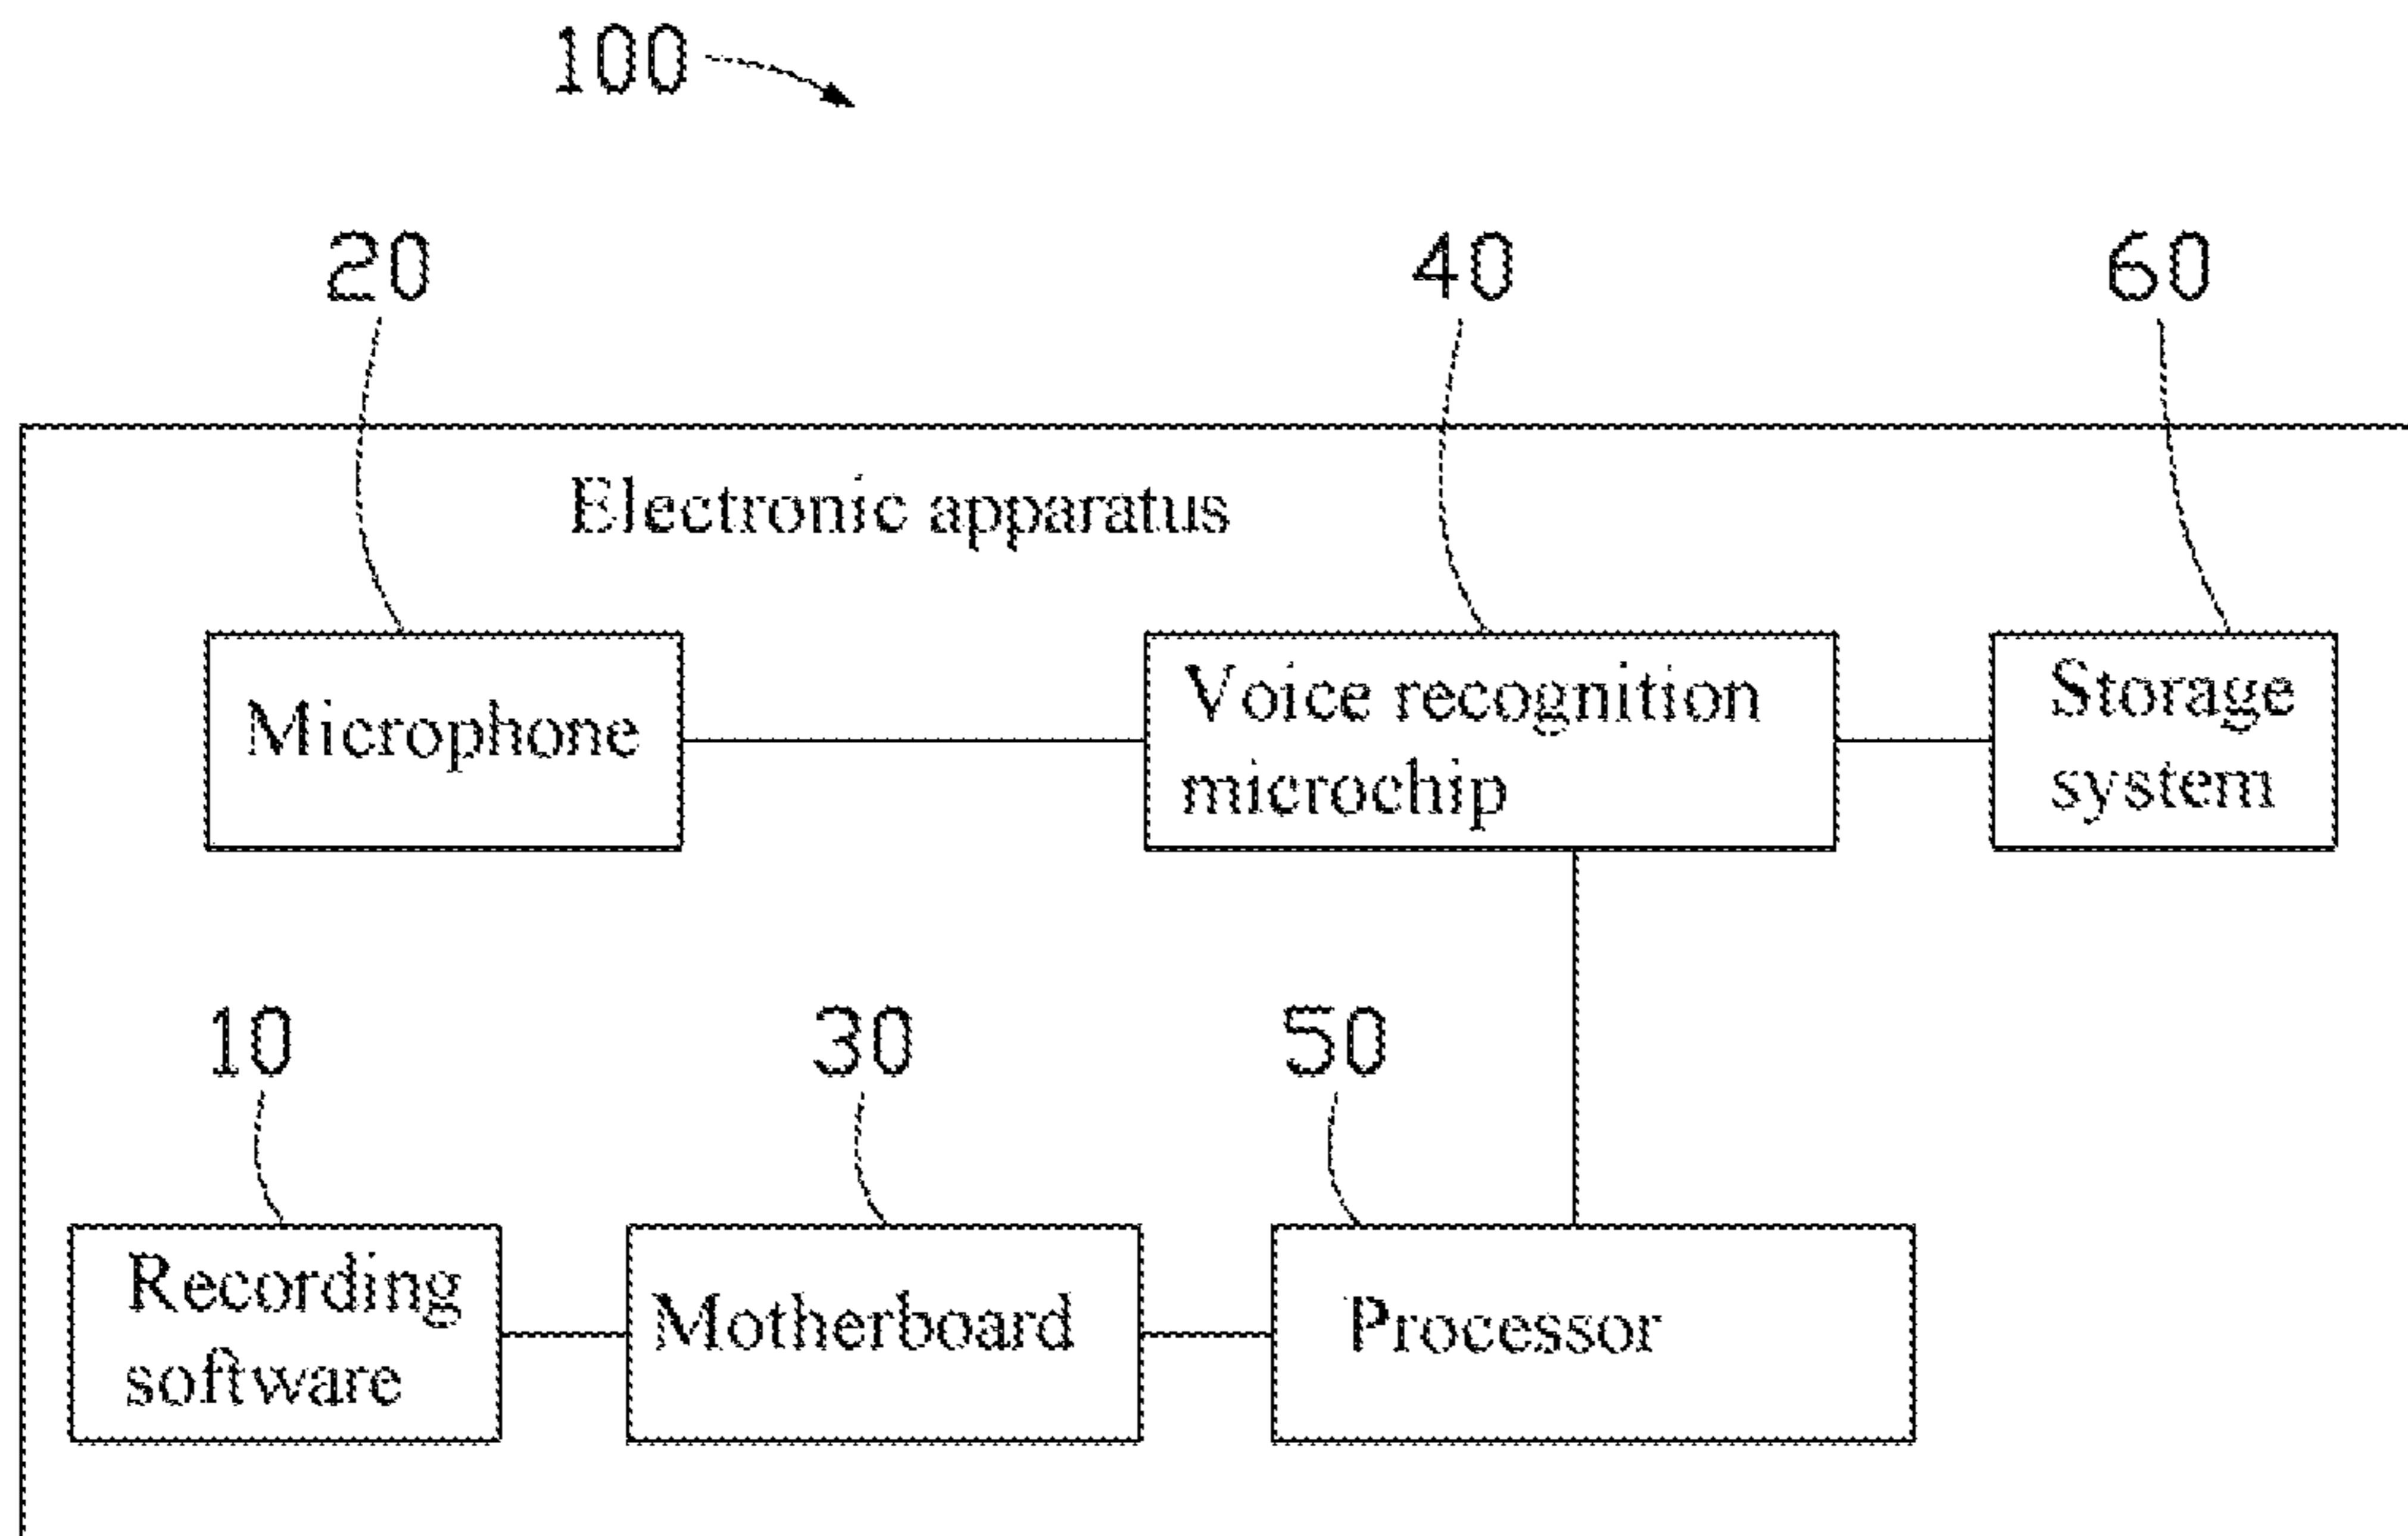 100
20
40
60
Electronic apparatus
Microphone
Voice recognition
microchip
Storage
system
10
30
50
Recording
software
Motherboard
Processor